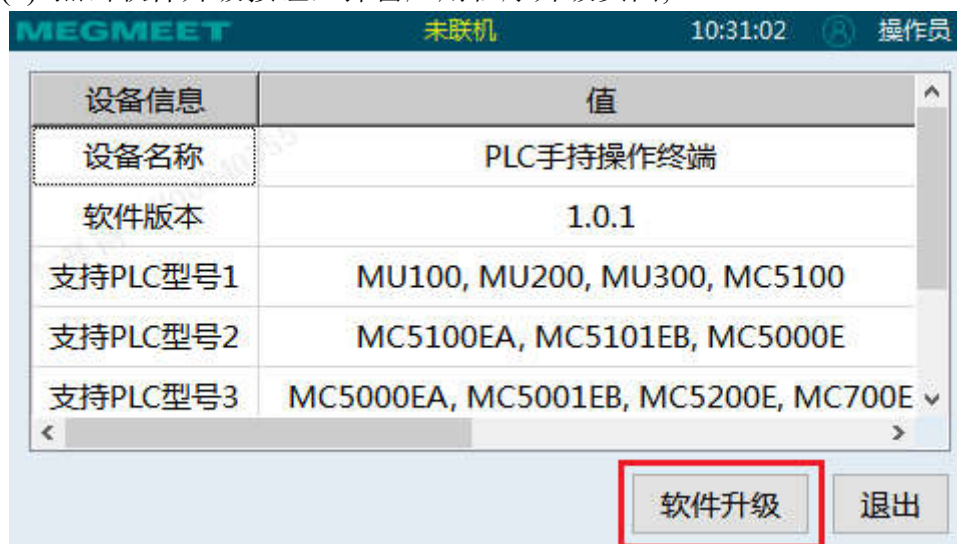 MEGMEET 未联机 10:31:02 操作员
设备信息 值
设备名称 PLC手持操作终端
软件版本 1.0.1
支持PLC型号1 MU100, MU200, MU300, MC5100
支持PLC型号2 MC5100EA, MC5101EB, MC5000E
支持PLC型号3 MC5000EA, MC5001EB, MC5200E, MC700E
软件升级 退出